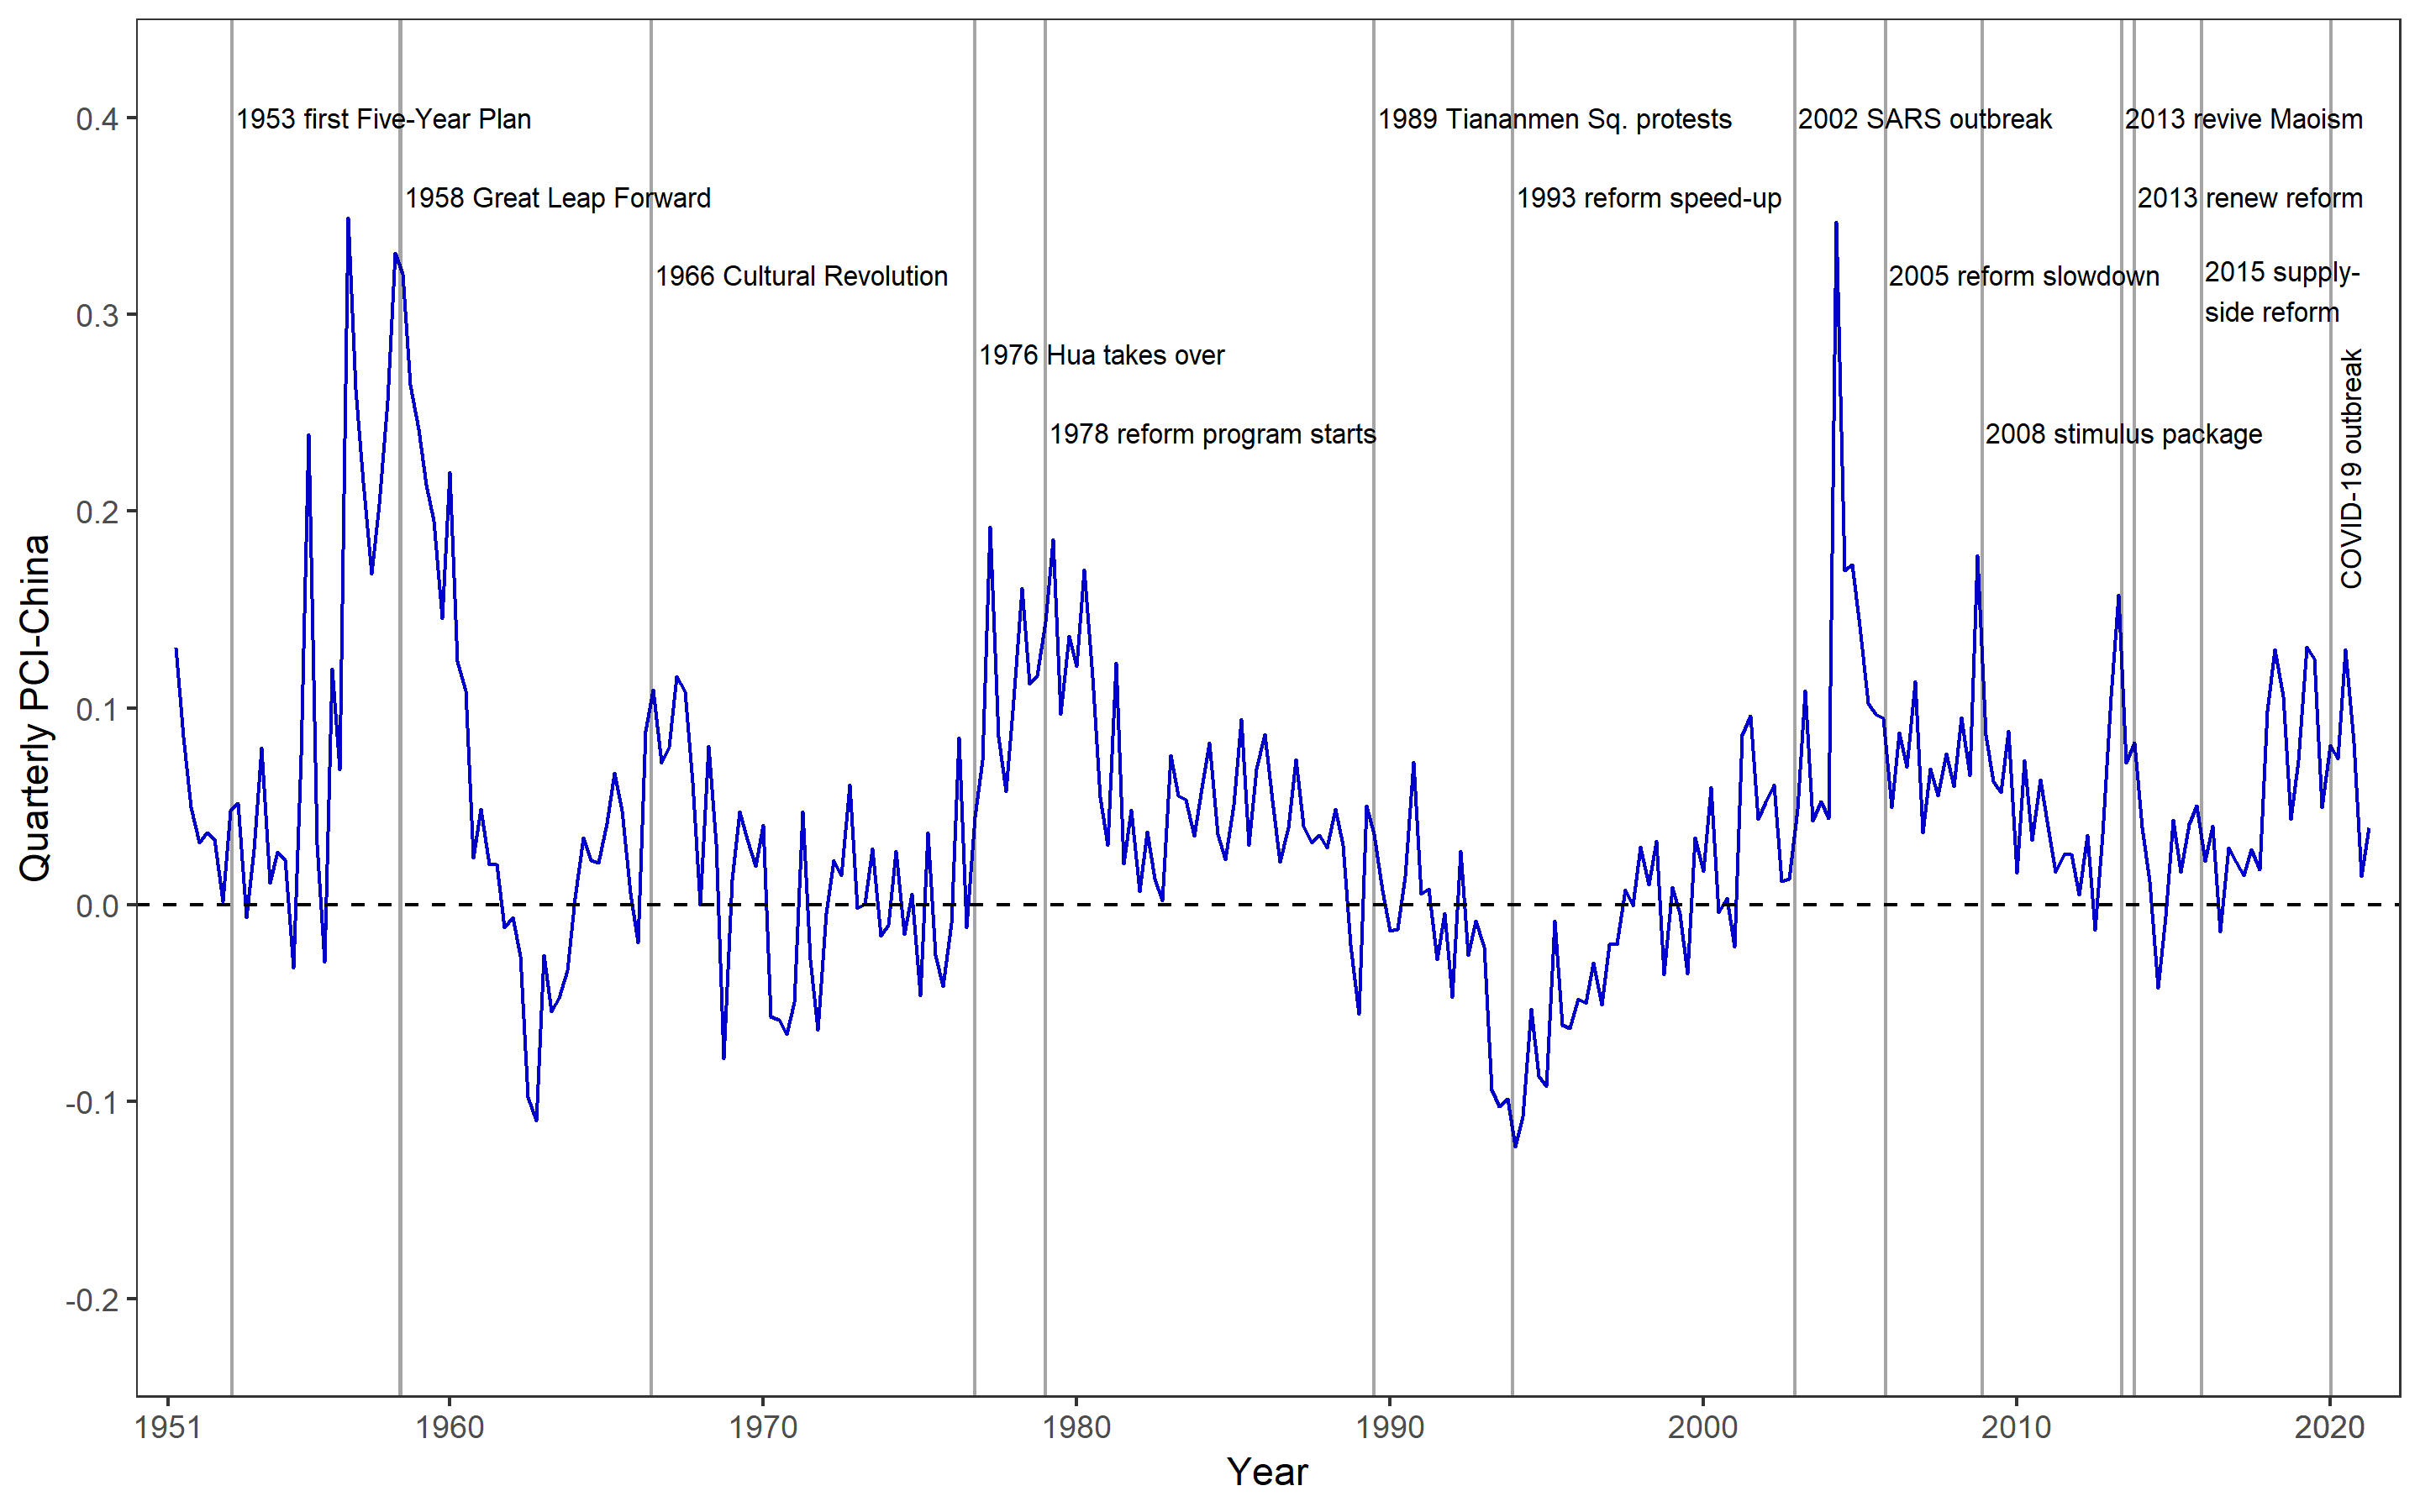 1953 first Five-Year Plan
1989 Tiananmen Sq. protests
2002 SARS outbreak
2013 revive Maoism
1958 Great Leap Forward
1993 reform speed-up
2013 renew reform
1966 Cultural Revolution
2005 reform slowdown
2015 supply-
side reform
1976 Hua takes over
1978 reform program starts
2008 stimulus package
COVID-19 outbreak
Quarterly PCI-China
0.4
0.3
0.2
0.1
0.0
-0.1
-0.2
1951
1960
1970
1980
1990
2000
2010
2020
Year